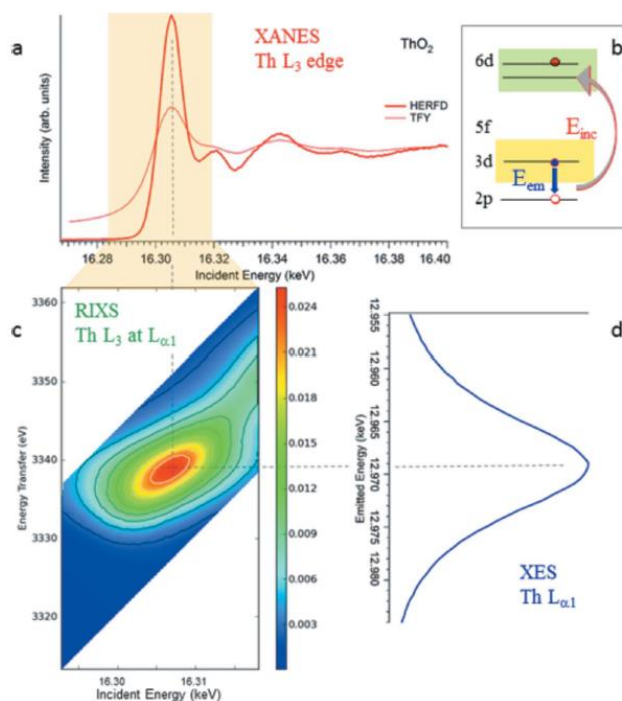 a
XANES
Th L₃ edge
ThO₂
HERFD
TFY
Intensity (arb. units)
16.28 16.30 16.32 16.34 16.36 16.38 16.40
Incident Energy (keV)
b
6d
5f
3d
2p
E_inc
E_em
c
RIXS
Th L₃ at L_α1
3360
3350
3340
3330
3320
Energy Transfer (eV)
16.30 16.31
Incident Energy (keV)
0.024
0.021
0.018
0.015
0.012
0.009
0.006
0.003
d
12.955
12.960
12.965
12.970
12.975
12.980
Emitted Energy (keV)
XES
Th L_α1